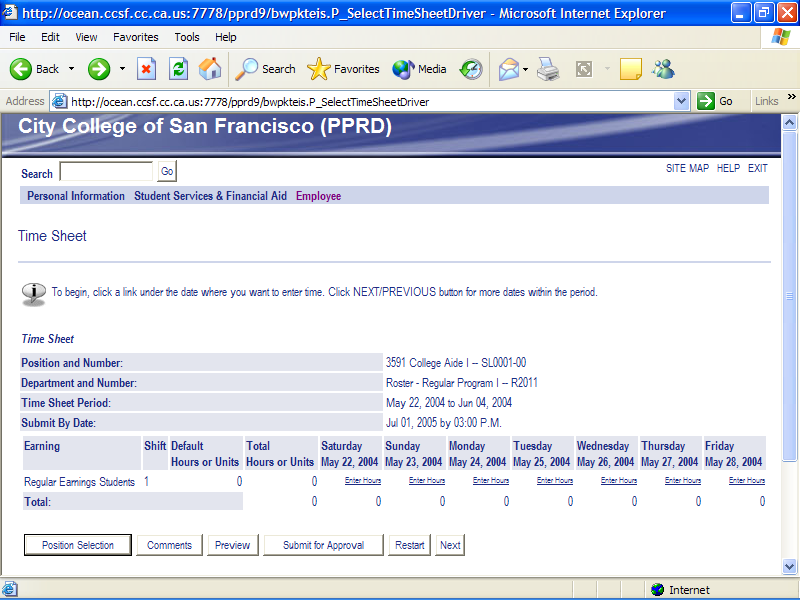 http://ocean.ccsf.cc.ca.us:7778/pprd9/bwpkteis.P_SelectTimeSheetDriver - Microsoft Internet Explorer
File Edit View Favorites Tools Help
Back Search Favorites Media
Address http://ocean.ccsf.cc.ca.us:7778/pprd9/bwpkteis.P_SelectTimeSheetDriver Go Links »
City College of San Francisco (PPRD)
Search Go SITE MAP HELP EXIT
Personal Information Student Services & Financial Aid Employee
Time Sheet
To begin, click a link under the date where you want to enter time. Click NEXT/PREVIOUS button for more dates within the period.
Time Sheet
Position and Number: 3591 College Aide I -- SL0001-00
Department and Number: Roster - Regular Program I -- R2011
Time Sheet Period: May 22, 2004 to Jun 04, 2004
Submit By Date: Jul 01, 2005 by 03:00 P.M.
Earning Shift Default Total Saturday Sunday Monday Tuesday Wednesday Thursday Friday
Hours or Units Hours or Units May 22, 2004 May 23, 2004 May 24, 2004 May 25, 2004 May 26, 2004 May 27, 2004 May 28, 2004
Regular Earnings Students 1 0 0 Enter Hours Enter Hours Enter Hours Enter Hours Enter Hours Enter Hours Enter Hours
Total: 0 0 0 0 0 0 0 0
Position Selection Comments Preview Submit for Approval Restart Next
Internet